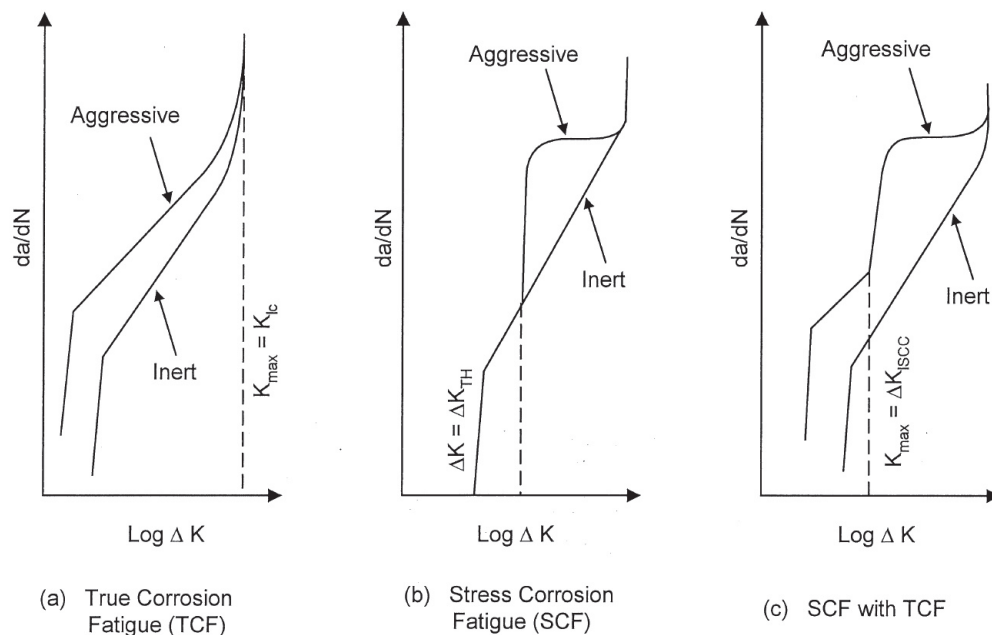 Aggressive
Inert
da/dN
K_max = K_Ic
Log Δ K
(a) True Corrosion
Fatigue (TCF)
Aggressive
Inert
da/dN
ΔK = ΔK_TH
Log Δ K
(b) Stress Corrosion
Fatigue (SCF)
Aggressive
Inert
da/dN
K_max = ΔK_ISCC
Log Δ K
(c) SCF with TCF